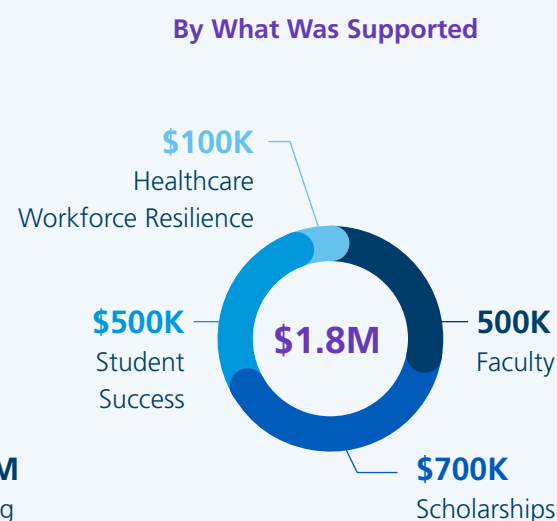 By What Was Supported
$100K
Healthcare
Workforce Resilience
$500K
Student
Success
$1.8M
500K
Faculty
$700K
Scholarships
M
g